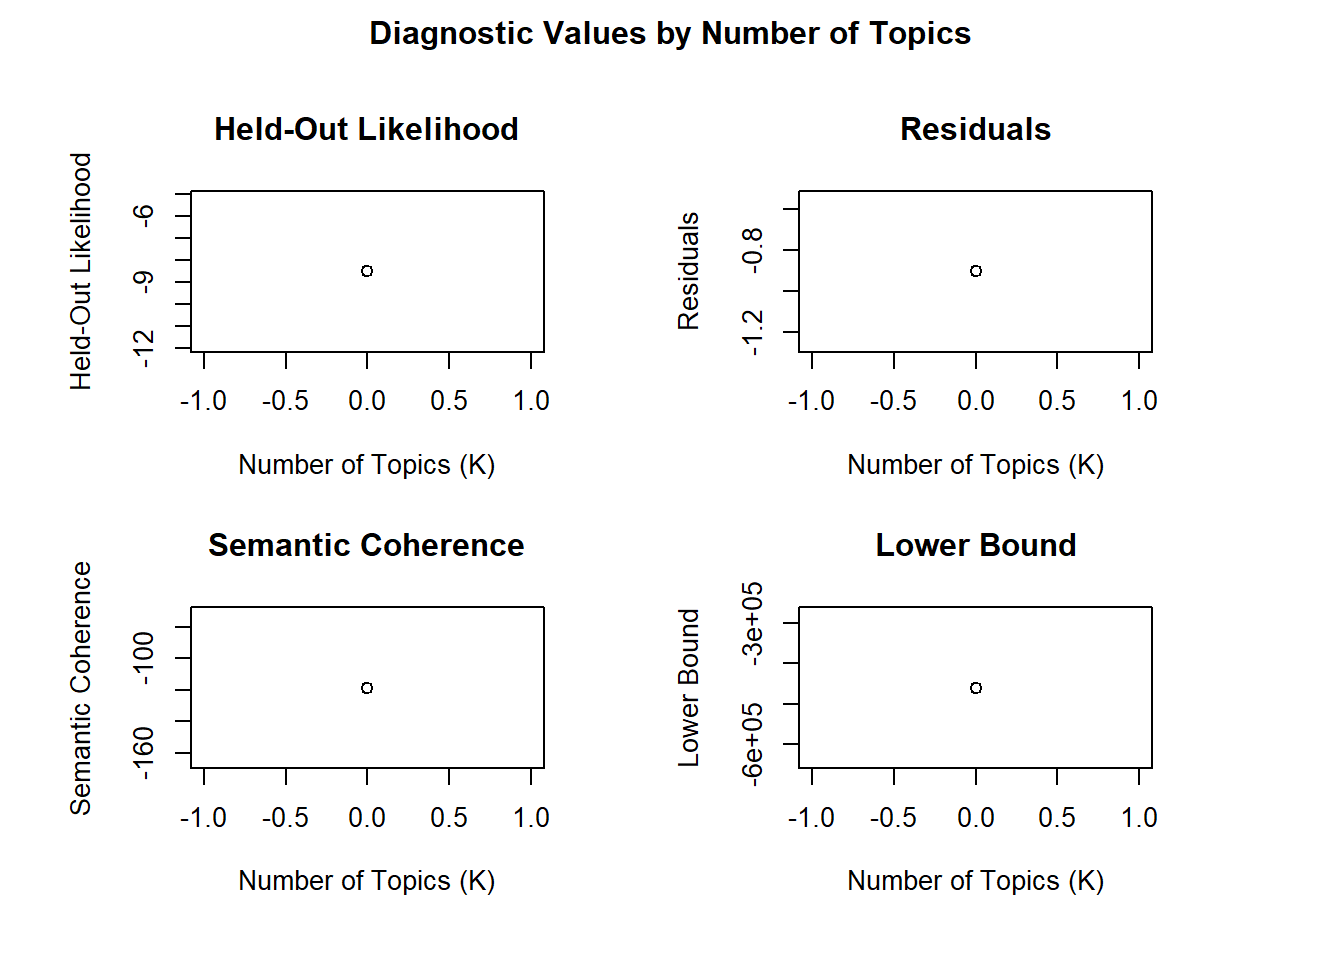 Diagnostic Values by Number of Topics
Held-Out Likelihood
Held-Out Likelihood
-6
-9
-12
-1.0 -0.5 0.0 0.5 1.0
Number of Topics (K)
Residuals
Residuals
-0.8
-1.2
-1.0 -0.5 0.0 0.5 1.0
Number of Topics (K)
Semantic Coherence
Semantic Coherence
-100
-160
-1.0 -0.5 0.0 0.5 1.0
Number of Topics (K)
Lower Bound
Lower Bound
-3e+05
-6e+05
-1.0 -0.5 0.0 0.5 1.0
Number of Topics (K)